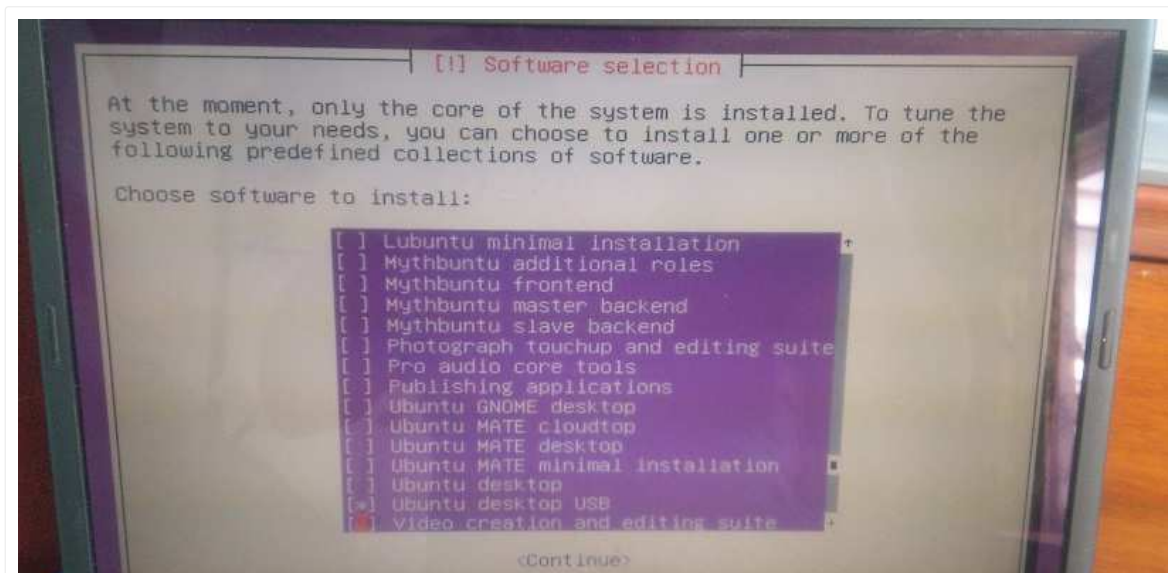 [!] Software selection
At the moment, only the core of the system is installed. To tune the
system to your needs, you can choose to install one or more of the
following predefined collections of software.
Choose software to install:
[ ] Lubuntu minimal installation
[ ] Mythbuntu additional roles
[ ] Mythbuntu frontend
[ ] Mythbuntu master backend
[ ] Mythbuntu slave backend
[ ] Photograph touchup and editing suite
[ ] Pro audio core tools
[ ] Publishing applications
[ ] Ubuntu GNOME desktop
[ ] Ubuntu MATE cloudtop
[ ] Ubuntu MATE desktop
[ ] Ubuntu MATE minimal installation
[ ] Ubuntu desktop
[*] Ubuntu desktop USB
[ ] Video creation and editing suite
<Continue>